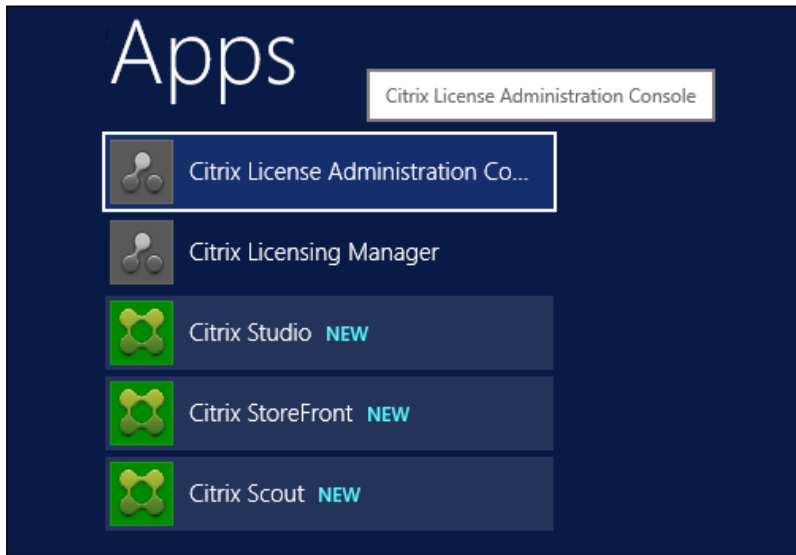 Apps
Citrix License Administration Console
Citrix License Administration Co...
Citrix Licensing Manager
Citrix Studio NEW
Citrix StoreFront NEW
Citrix Scout NEW